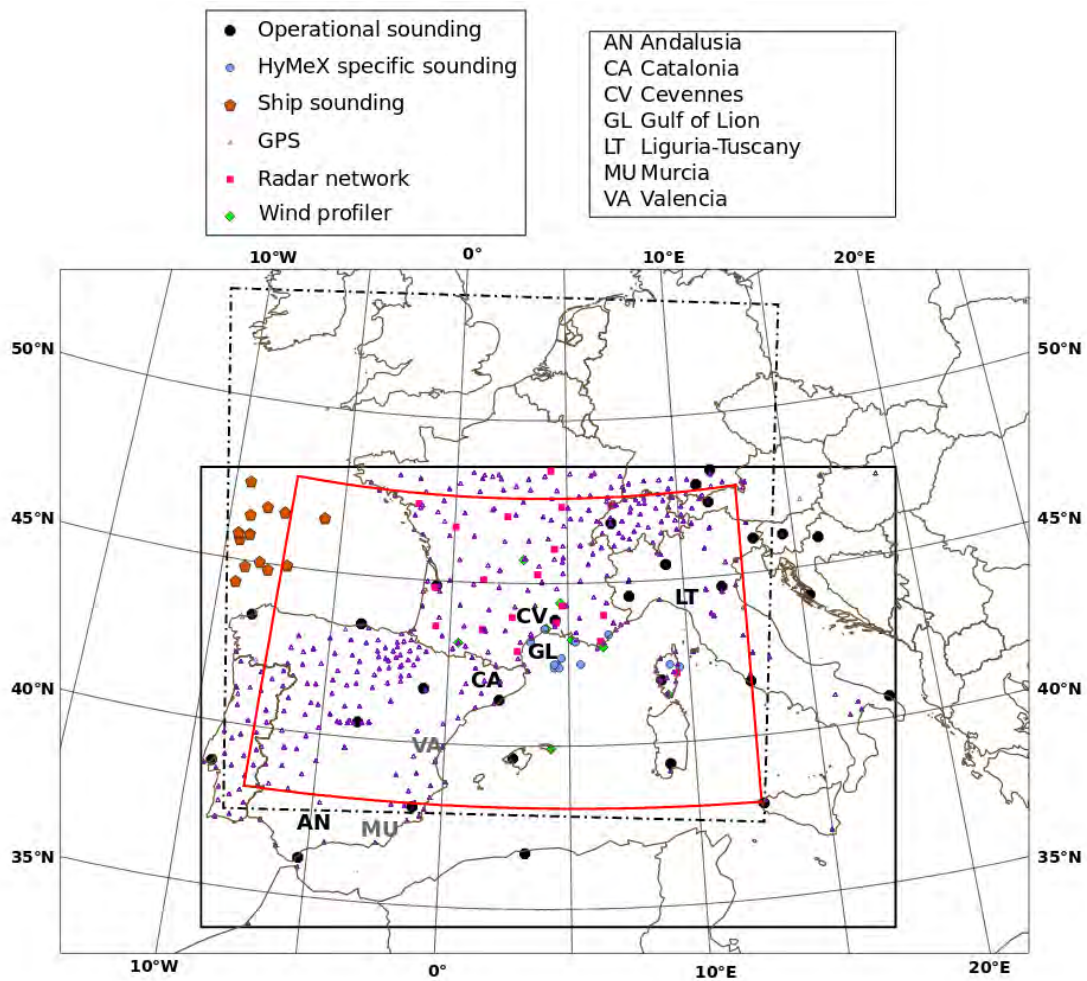 Operational sounding
HyMeX specific sounding
Ship sounding
GPS
Radar network
Wind profiler
AN Andalusia
CA Catalonia
CV Cevennes
GL Gulf of Lion
LT Liguria-Tuscany
MU Murcia
VA Valencia
10°W 0° 10°E 20°E
50°N 50°N
45°N 45°N
LT
CV
GL
CA
40°N 40°N
VA
AN MU
35°N 35°N
10°W 0° 10°E 20°E